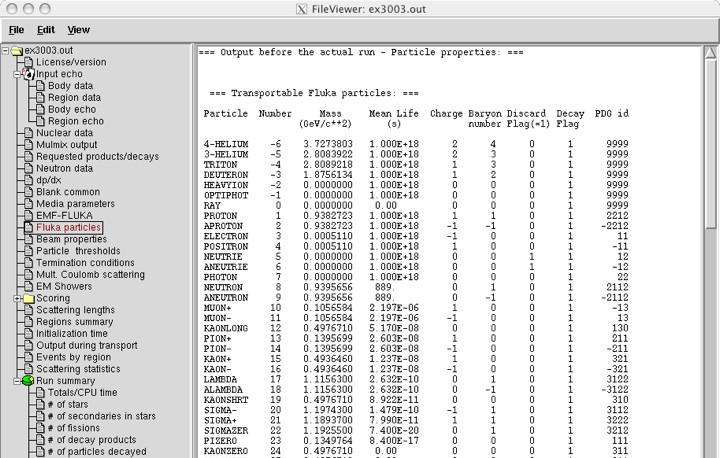 FileViewer: ex3003.out
File Edit View
ex3003.out
License/version
Input echo
Body data
Region data
Body echo
Region echo
Nuclear data
Mulmix output
Requested products/decays
Neutron data
dp/dx
Blank common
Media parameters
EMF-FLUKA
Fluka particles
Beam properties
Particle thresholds
Termination conditions
Mult. Coulomb scattering
EM Showers
Scoring
Scattering lengths
Regions summary
Initialization time
Output during transport
Events by region
Scattering statistics
Run summary
Totals/CPU time
# of stars
# of secondaries in stars
# of fissions
# of decay products
# of particles decayed
=== Output before the actual run - Particle properties: ===
=== Transportable Fluka particles: ===
Particle Number Mass Mean Life Charge Baryon Discard Decay PDG id
(GeV/c**2) (s) number Flag(=1) Flag
4-HELIUM -6 3.7273803 1.000E+18 2 4 0 1 9999
3-HELIUM -5 2.8083922 1.000E+18 2 3 0 1 9999
TRITON -4 2.8089218 1.000E+18 1 3 0 1 9999
DEUTERON -3 1.8756134 1.000E+18 1 2 0 1 9999
HEAVYION -2 0.0000000 1.000E+18 0 0 0 1 9999
OPTIPHOT -1 0.0000000 1.000E+18 0 0 0 1 9999
RAY 0 0.0000000 0.00 0 0 0 1 9999
PROTON 1 0.9382723 1.000E+18 1 1 0 1 2212
APROTON 2 0.9382723 1.000E+18 -1 -1 0 1 -2212
ELECTRON 3 0.0005110 1.000E+18 -1 0 0 1 11
POSITRON 4 0.0005110 1.000E+18 1 0 0 1 -11
NEUTRIE 5 0.0000000 1.000E+18 0 0 1 1 12
ANEUTRIE 6 0.0000000 1.000E+18 0 0 1 1 -12
PHOTON 7 0.0000000 1.000E+18 0 0 0 1 22
NEUTRON 8 0.9395656 889. 0 1 0 1 2112
ANEUTRON 9 0.9395656 889. 0 -1 0 1 -2112
MUON+ 10 0.1056584 2.197E-06 1 0 0 1 -13
MUON- 11 0.1056584 2.197E-06 -1 0 0 1 13
KAONLONG 12 0.4976710 5.170E-08 0 0 0 1 130
PION+ 13 0.1395699 2.603E-08 1 0 0 1 211
PION- 14 0.1395699 2.603E-08 -1 0 0 1 -211
KAON+ 15 0.4936460 1.237E-08 1 0 0 1 321
KAON- 16 0.4936460 1.237E-08 -1 0 0 1 -321
LAMBDA 17 1.1156300 2.632E-10 0 1 0 1 3122
ALAMBDA 18 1.1156300 2.632E-10 0 -1 0 1 -3122
KAONSHRT 19 0.4976710 8.922E-11 0 0 0 1 310
SIGMA- 20 1.1974300 1.479E-10 -1 1 0 1 3112
SIGMA+ 21 1.1893700 7.990E-11 1 1 0 1 3222
SIGMAZER 22 1.1925500 7.400E-20 0 1 0 1 3212
PIZERO 23 0.1349764 8.400E-17 0 0 0 1 111
KAONZERO 24 0.4976710 0.00 0 0 0 1 311